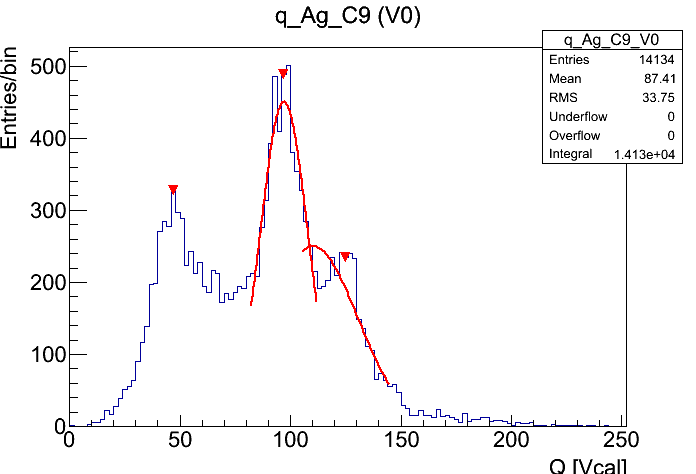 q_Ag_C9 (V0)
q_Ag_C9_V0
Entries 14134
Mean 87.41
RMS 33.75
Underflow 0
Overflow 0
Integral 1.413e+04
Entries/bin
500
400
300
200
100
0
0 50 100 150 200 250
Q [Vcal]